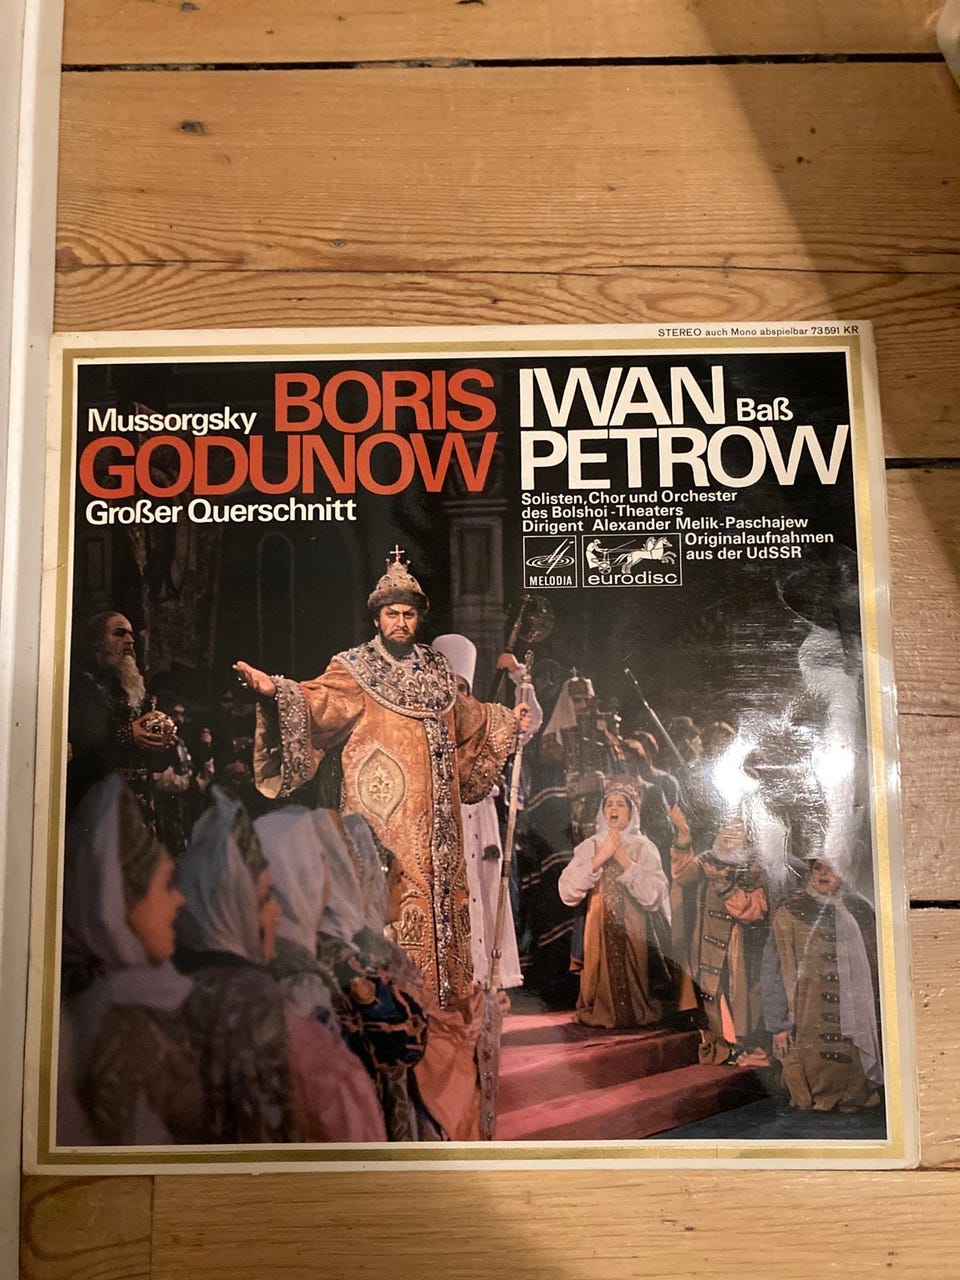 STEREO auch Mono abspielbar 73 591 KR
Mussorgsky BORIS
GODUNOW
Großer Querschnitt
IWAN Baß
PETROW
Solisten, Chor und Orchester
des Bolshoi-Theaters
Dirigent Alexander Melik-Paschajew
Originalaufnahmen
aus der UdSSR
MELODIA
eurodisc